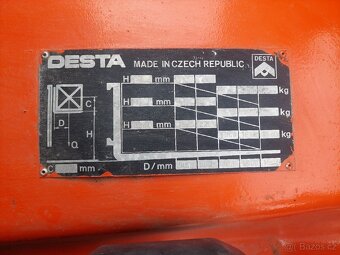 DESTA MADE IN CZECH REPUBLIC DESTA
H mm
kg
H mm
kg
C
H mm
D
H
kg
Q
C mm D/mm